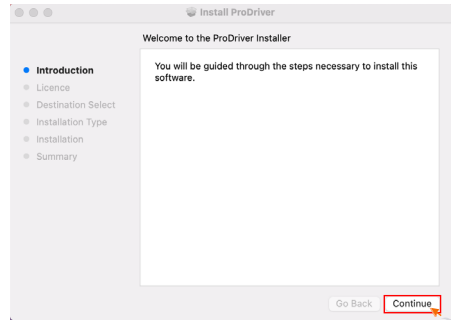 Install ProDriver
Welcome to the ProDriver Installer
Introduction
Licence
Destination Select
Installation Type
Installation
Summary
You will be guided through the steps necessary to install this
software.
Go Back
Continue